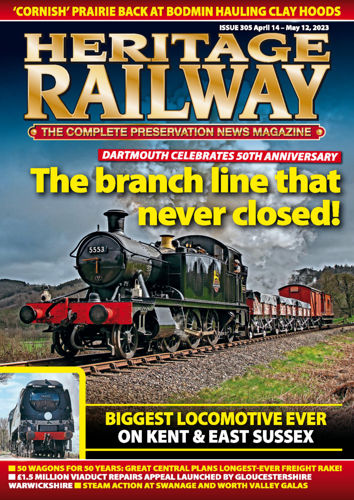 'CORNISH' PRAIRIE BACK AT BODMIN HAULING CLAY HOODS
ISSUE 305 April 14 – May 12, 2023
HERITAGE
RAILWAY
THE COMPLETE PRESERVATION NEWS MAGAZINE
DARTMOUTH CELEBRATES 50TH ANNIVERSARY
The branch line that
never closed!
5553
BIGGEST LOCOMOTIVE EVER
ON KENT & EAST SUSSEX
50 WAGONS FOR 50 YEARS: GREAT CENTRAL PLANS LONGEST-EVER FREIGHT RAKE!
£1.5 MILLION VIADUCT REPAIRS APPEAL LAUNCHED BY GLOUCESTERSHIRE
WARWICKSHIRE ■ STEAM ACTION AT SWANAGE AND WORTH VALLEY GALAS